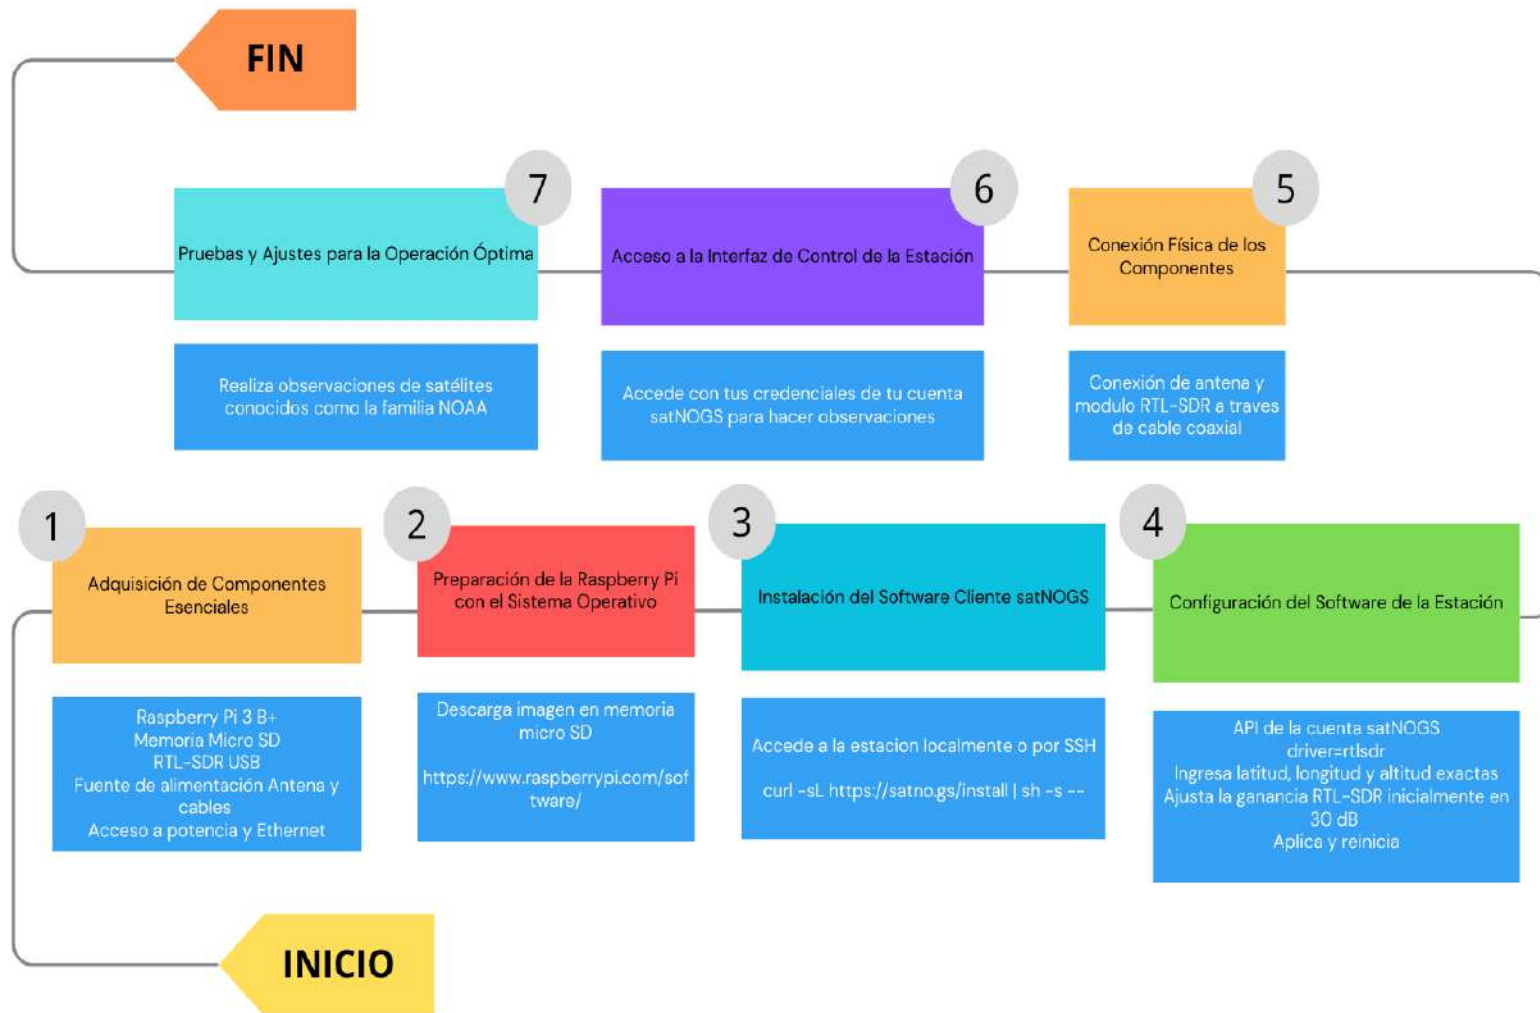 FIN
7
Pruebas y Ajustes para la Operación Óptima
Realiza observaciones de satélites
conocidos como la familia NOAA
6
Acceso a la Interfaz de Control de la Estación
Accede con tus credenciales de tu cuenta
satNOGS para hacer observaciones
5
Conexión Física de los
Componentes
Conexión de antena y
modulo RTL-SDR a traves
de cable coaxial
1
Adquisición de Componentes
Esenciales
Raspberry Pi 3 B+
Memoria Micro SD
RTL-SDR USB
Fuente de alimentación Antena y
cables
Acceso a potencia y Ethernet
2
Preparación de la Raspberry Pi
con el Sistema Operativo
Descarga imagen en memoria
micro SD
https://www.raspberrypi.com/sof
tware/
3
Instalación del Software Cliente satNOGS
Accede a la estacion localmente o por SSH
curl -sL https://satno.gs/install | sh -s --
4
Configuración del Software de la Estación
API de la cuenta satNOGS
driver=rtlsdr
Ingresa latitud, longitud y altitud exactas
Ajusta la ganancia RTL-SDR inicialmente en
30 dB
Aplica y reinicia
INICIO